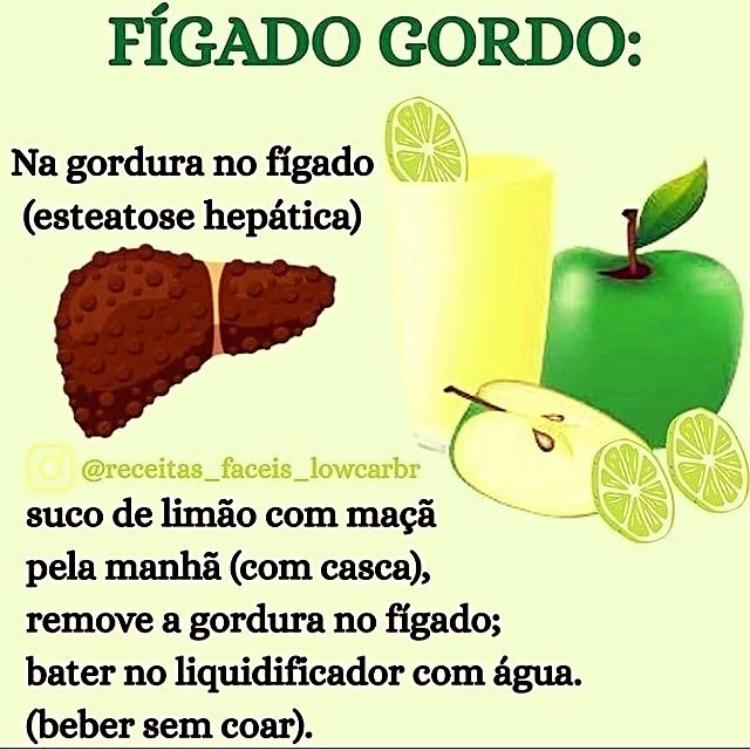 FÍGADO GORDO:
Na gordura no fígado
(esteatose hepática)
@receitas_faceis_lowcarbr
suco de limão com maçã
pela manhã (com casca),
remove a gordura no fígado;
bater no liquidificador com água.
(beber sem coar).